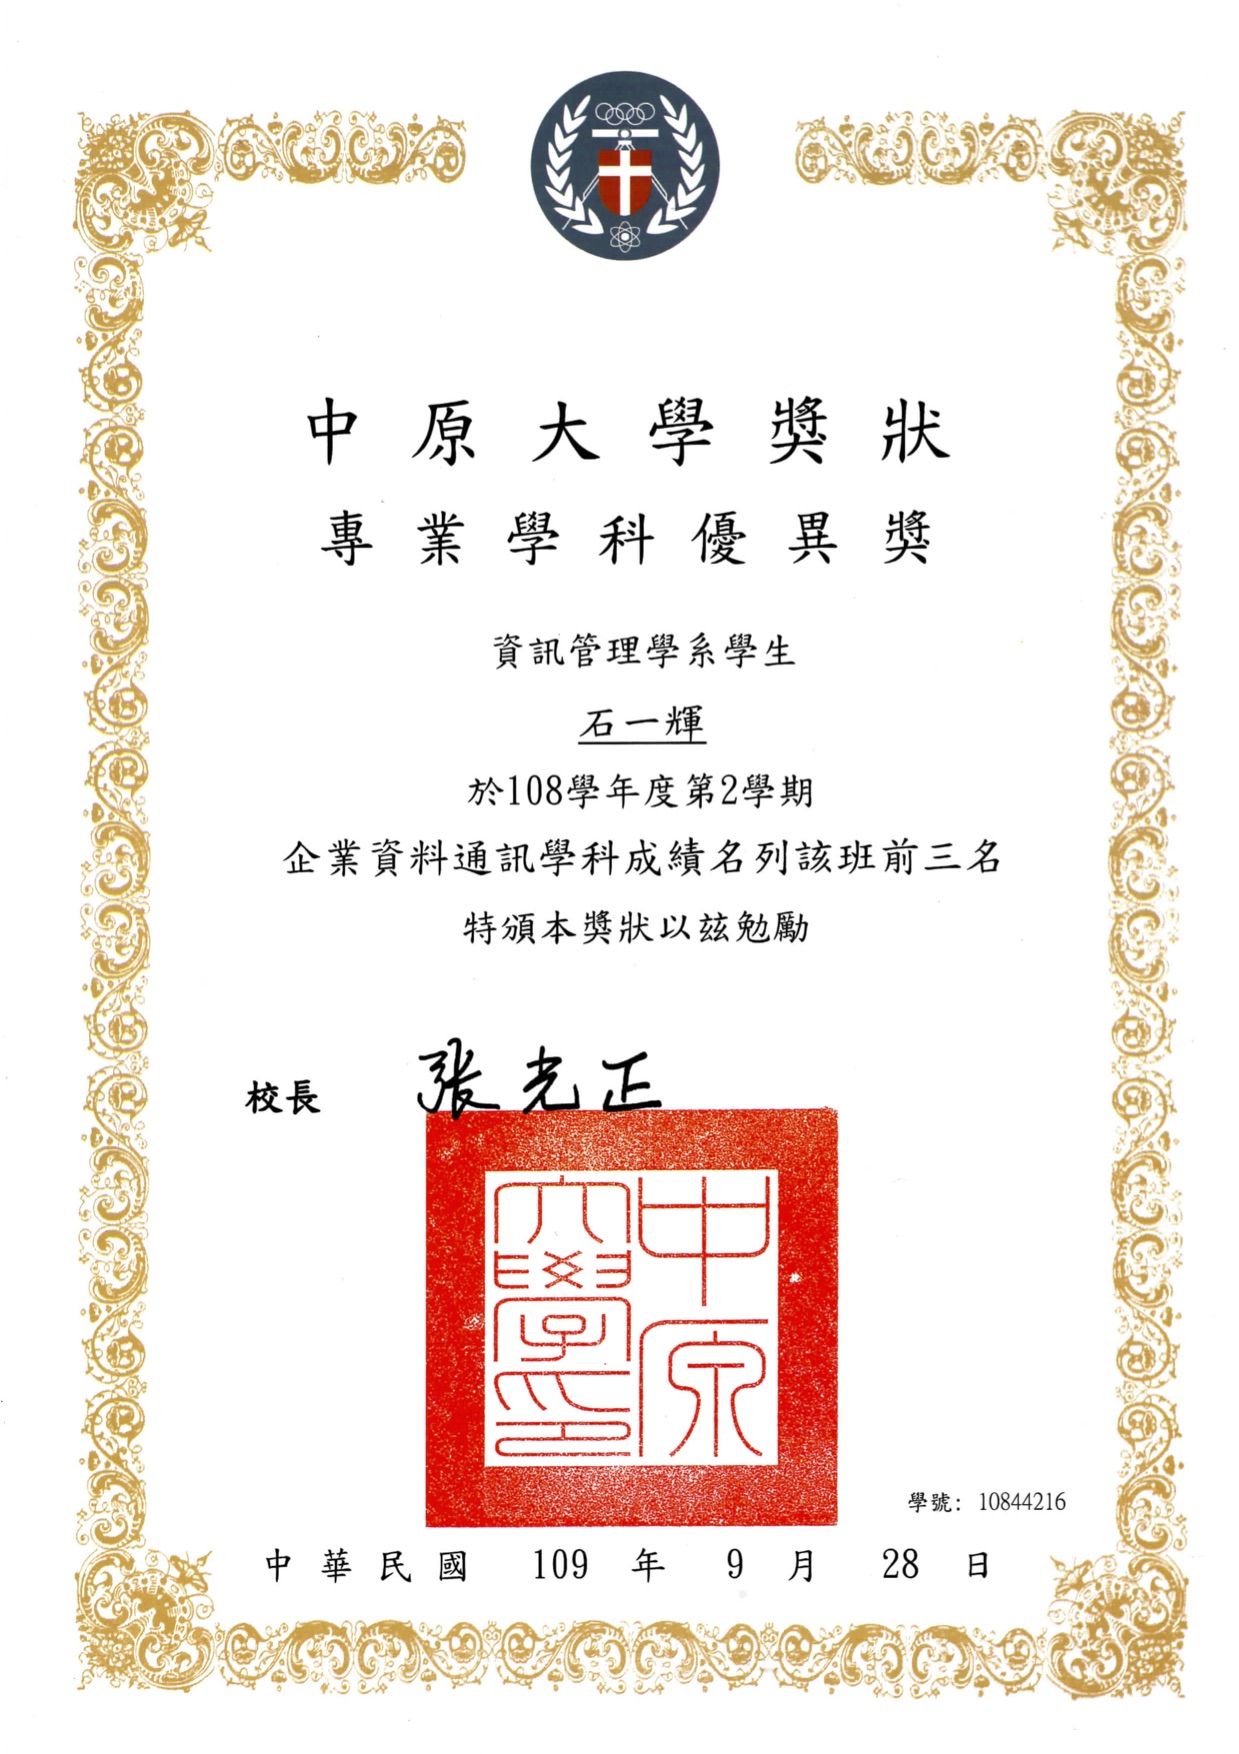 中原大學獎狀
專業學科優異獎
資訊管理學系學生
石一輝
於108學年度第2學期
企業資料通訊學科成績名列該班前三名
特頒本獎狀以茲勉勵
校長 張光正
中原大學印
學號：10844216
中華民國 109 年 9 月 28 日